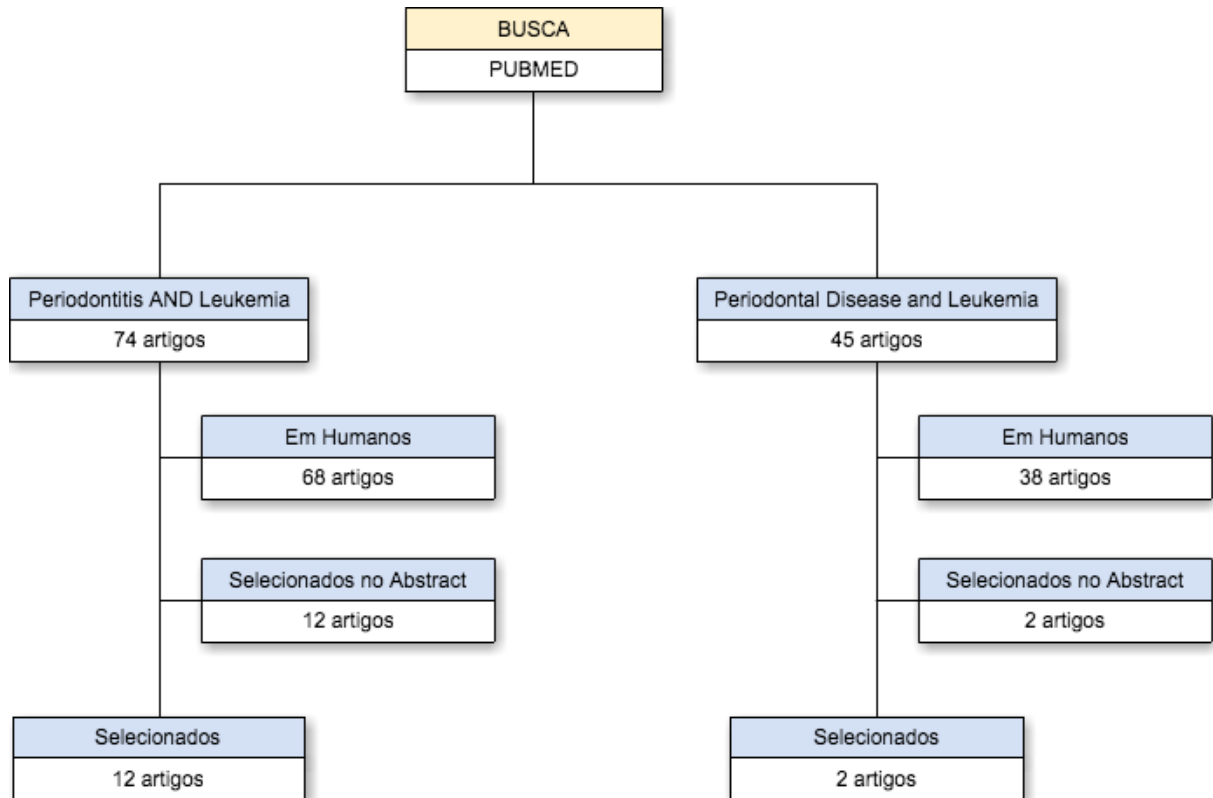 BUSCA
PUBMED
Periodontitis AND Leukemia
74 artigos
Em Humanos
68 artigos
Selecionados no Abstract
12 artigos
Selecionados
12 artigos
Periodontal Disease and Leukemia
45 artigos
Em Humanos
38 artigos
Selecionados no Abstract
2 artigos
Selecionados
2 artigos